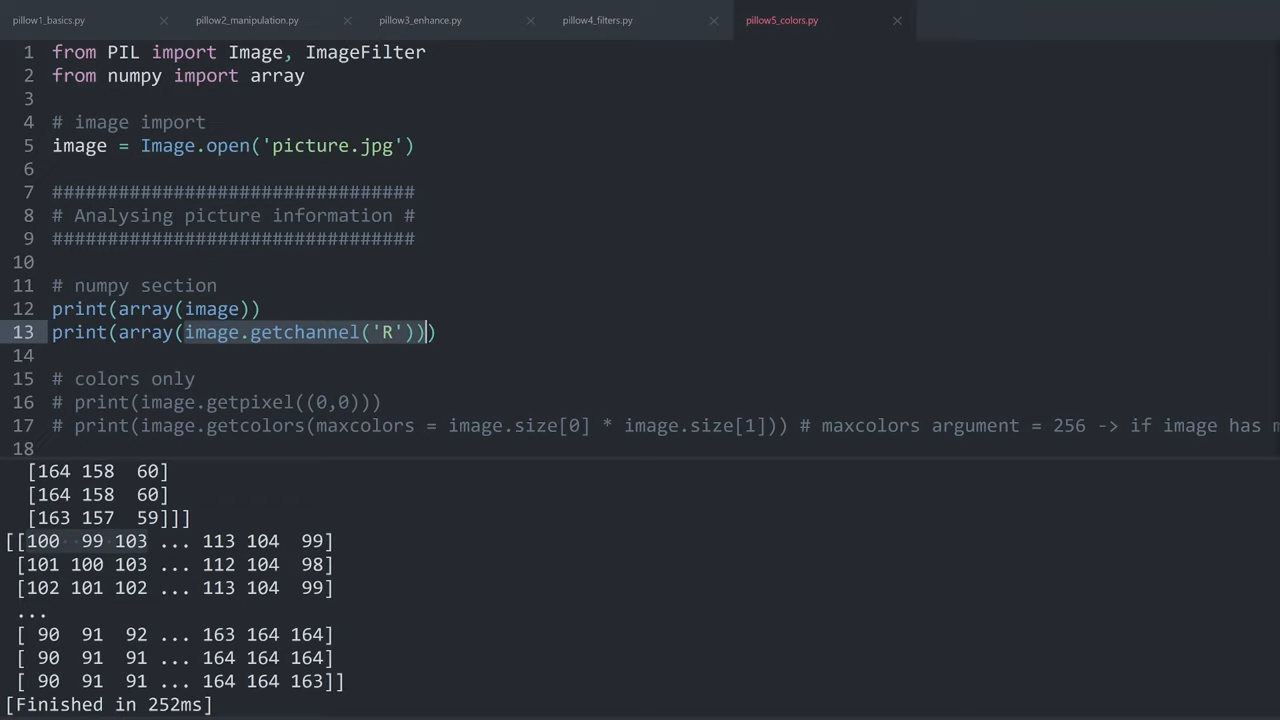 pillow1_basics.py pillow2_manipulation.py pillow3_enhance.py pillow4_filters.py pillow5_colors.py
1 from PIL import Image, ImageFilter
2 from numpy import array
3
4 # image import
5 image = Image.open('picture.jpg')
6
7 #################################
8 # Analysing picture information #
9 #################################
10
11 # numpy section
12 print(array(image))
13 print(array(image.getchannel('R')))
14
15 # colors only
16 # print(image.getpixel((0,0)))
17 # print(image.getcolors(maxcolors = image.size[0] * image.size[1])) # maxcolors argument = 256 -> if image has m
18
[164 158 60]
[164 158 60]
[163 157 59]]]
[[100 99 103 ... 113 104 99]
[101 100 103 ... 112 104 98]
[102 101 102 ... 113 104 99]
...
[ 90 91 92 ... 163 164 164]
[ 90 91 91 ... 164 164 164]
[ 90 91 91 ... 164 164 163]]
[Finished in 252ms]